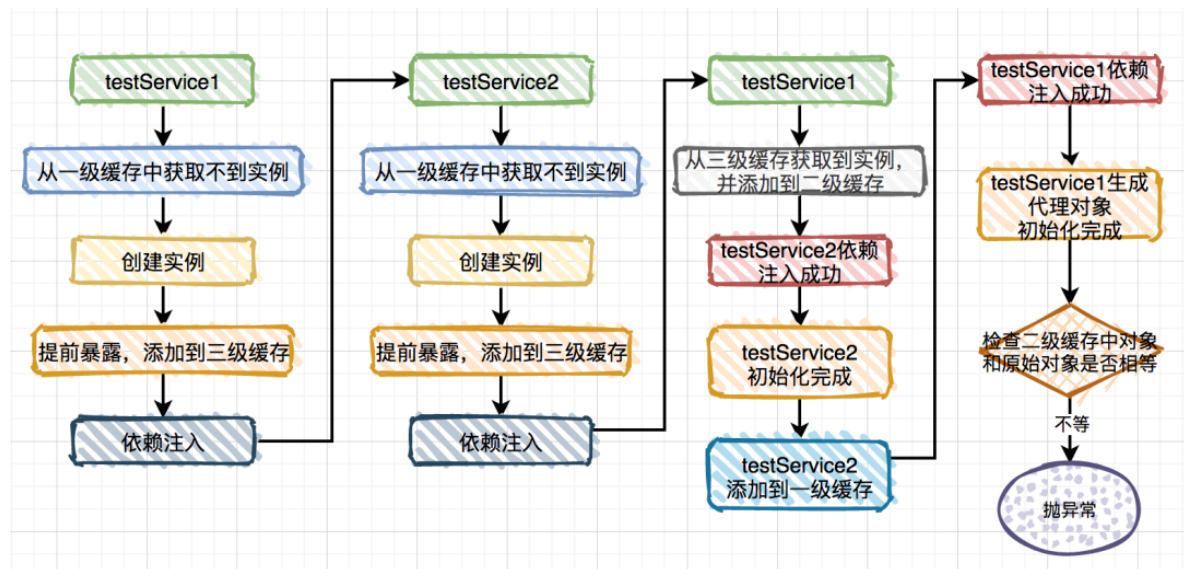 testService1
从一级缓存中获取不到实例
创建实例
提前暴露，添加到三级缓存
依赖注入
testService2
从一级缓存中获取不到实例
创建实例
提前暴露，添加到三级缓存
依赖注入
testService1
从三级缓存获取到实例，
并添加到二级缓存
testService2依赖
注入成功
testService2
初始化完成
testService2
添加到一级缓存
testService1依赖
注入成功
testService1生成
代理对象
初始化完成
检查二级缓存中对象
和原始对象是否相等
不等
抛异常